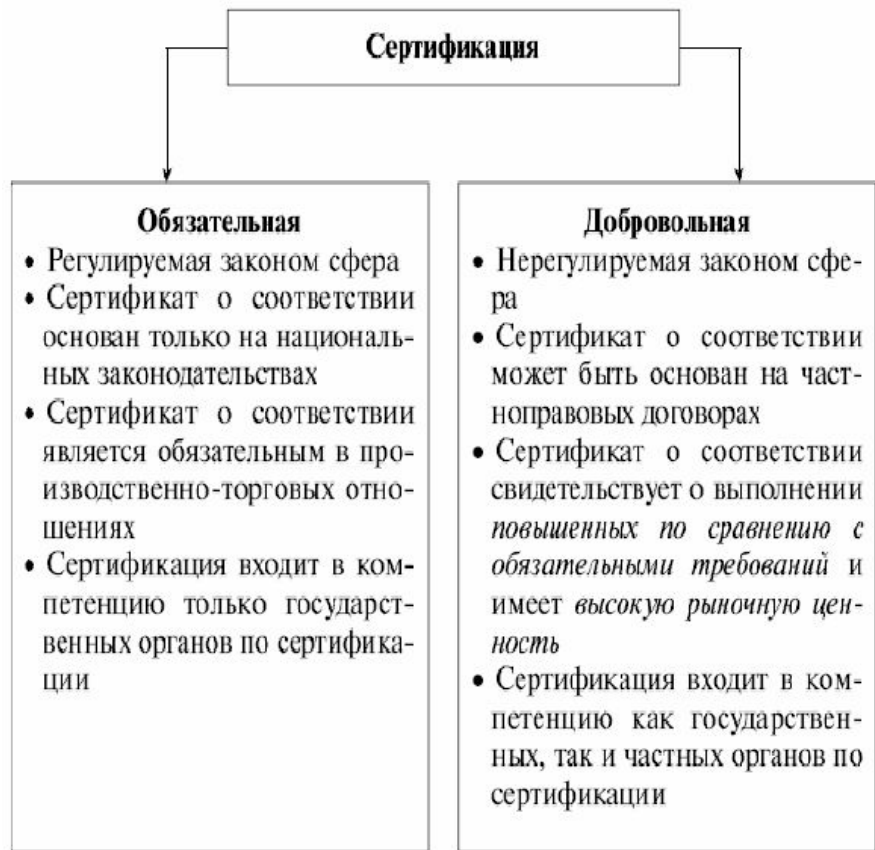 Сертификация
Обязательная
• Регулируемая законом сфера
• Сертификат о соответствии
основан только на националь-
ных законодательствах
• Сертификат о соответствии
является обязательным в про-
изводственно-торговых отно-
шениях
• Сертификация входит в ком-
петенцию только государст-
венных органов по сертифика-
ции
Добровольная
• Нерегулируемая законом сфе-
ра
• Сертификат о соответствии
может быть основан на част-
ноправовых договорах
• Сертификат о соответствии
свидетельствует о выполнении
повышенных по сравнению с
обязательными требований и
имеет высокую рыночную цен-
ность
• Сертификация входит в ком-
петенцию как государствен-
ных, так и частных органов по
сертификации